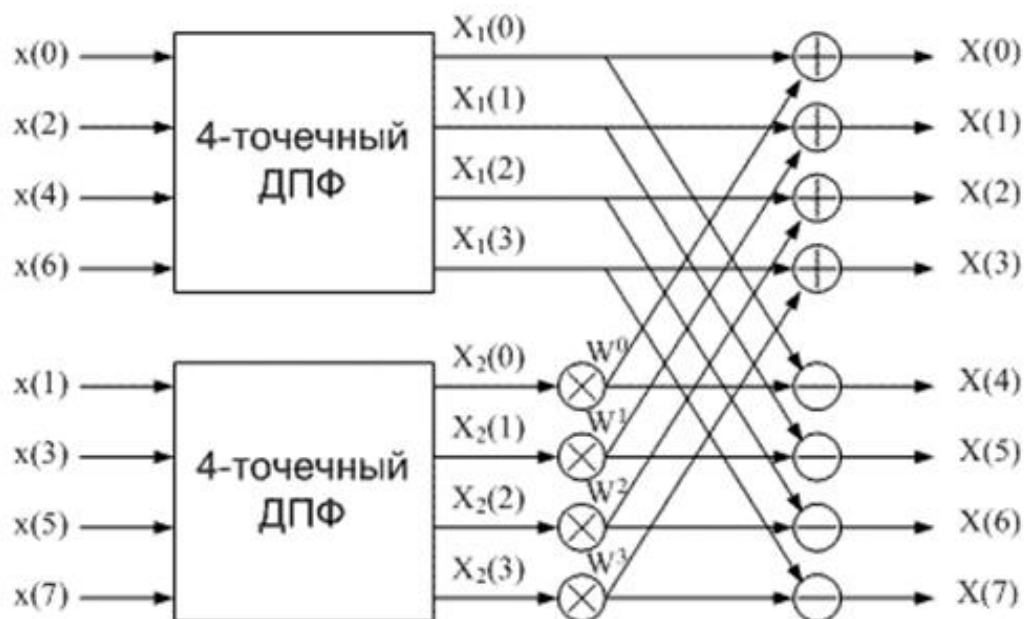 x(0) X₁(0) X(0)
x(2) X₁(1) X(1)
4-точечный
ДПФ
x(4) X₁(2) X(2)
x(6) X₁(3) X(3)
x(1) X₂(0) W⁰ X(4)
x(3) X₂(1) W¹ X(5)
4-точечный
ДПФ
x(5) X₂(2) W² X(6)
x(7) X₂(3) W³ X(7)